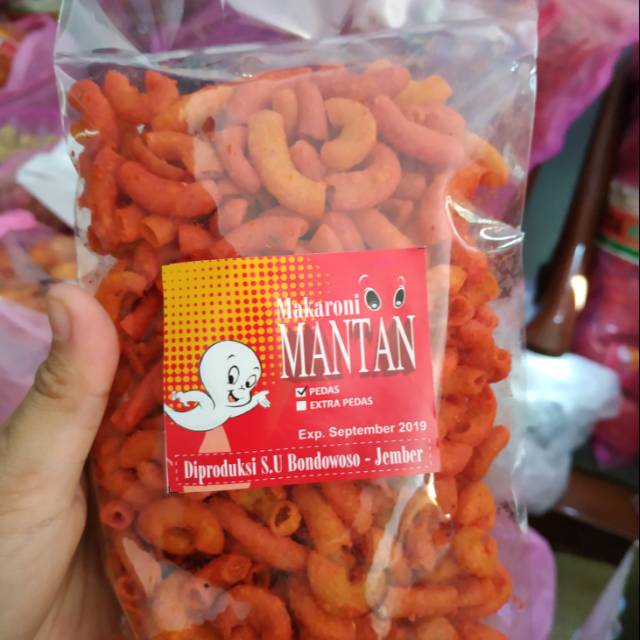 Makaroni
MANTAN
PEDAS
EXTRA PEDAS
Exp. September 2019
Diproduksi S.U Bondowoso - Jember